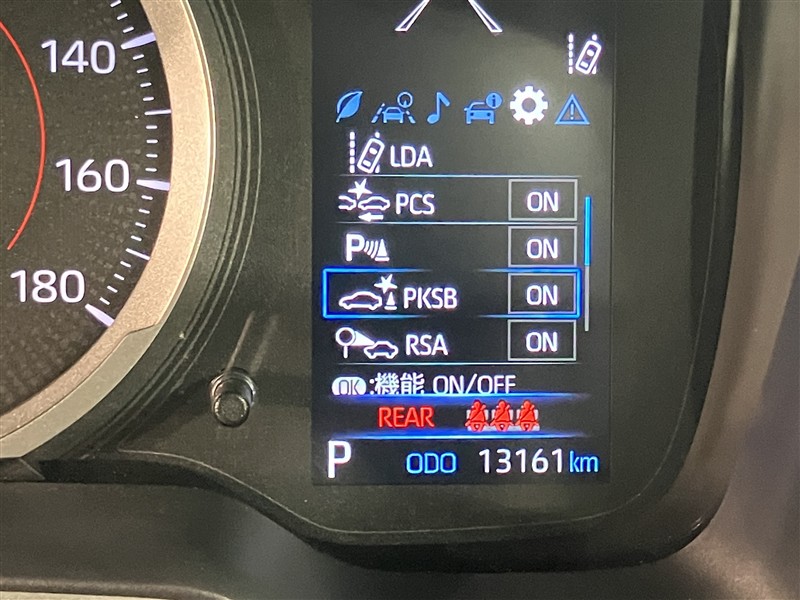 140
160
180
LDA
PCS ON
P ON
PKSB ON
RSA ON
OK :機能 ON/OFF
REAR
P ODO 13161 km